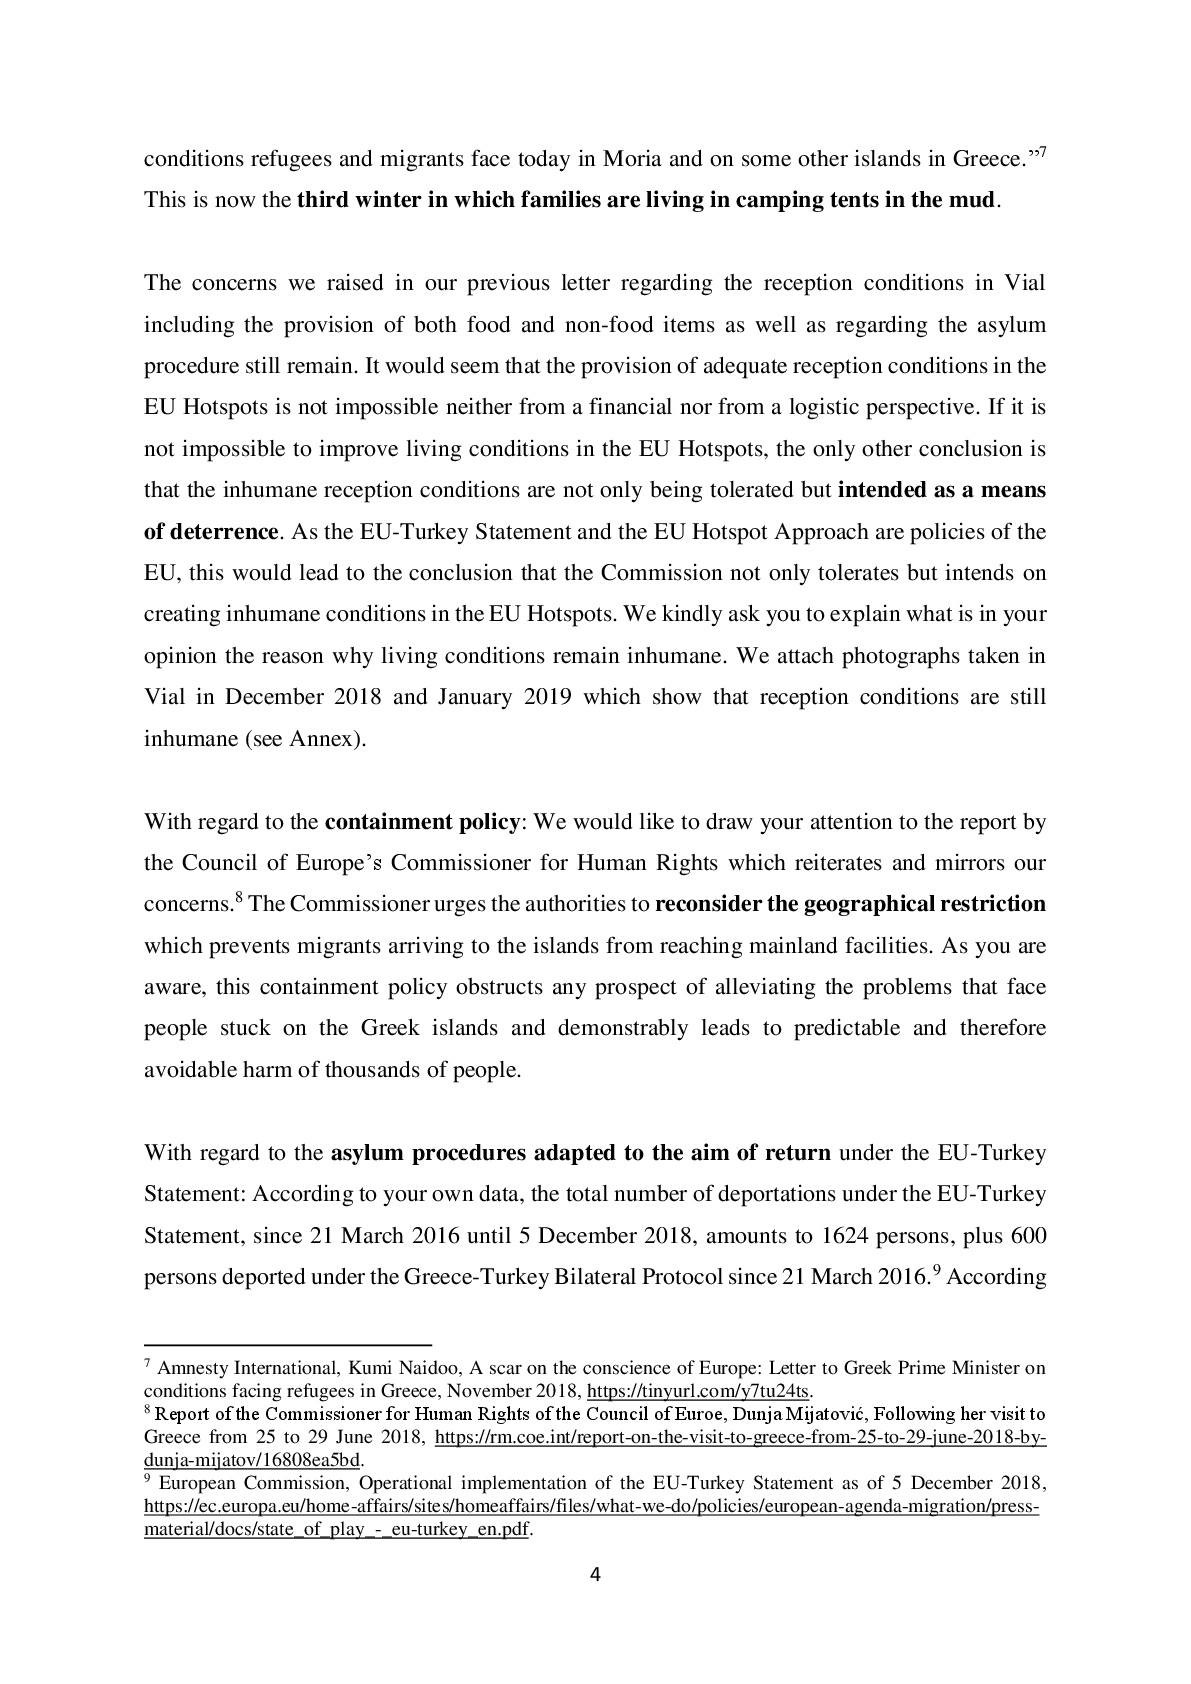 conditions refugees and migrants face today in Moria and on some other islands in Greece.”7
This is now the third winter in which families are living in camping tents in the mud.
The concerns we raised in our previous letter regarding the reception conditions in Vial
including the provision of both food and non-food items as well as regarding the asylum
procedure still remain. It would seem that the provision of adequate reception conditions in the
EU Hotspots is not impossible neither from a financial nor from a logistic perspective. If it is
not impossible to improve living conditions in the EU Hotspots, the only other conclusion is
that the inhumane reception conditions are not only being tolerated but intended as a means
of deterrence. As the EU-Turkey Statement and the EU Hotspot Approach are policies of the
EU, this would lead to the conclusion that the Commission not only tolerates but intends on
creating inhumane conditions in the EU Hotspots. We kindly ask you to explain what is in your
opinion the reason why living conditions remain inhumane. We attach photographs taken in
Vial in December 2018 and January 2019 which show that reception conditions are still
inhumane (see Annex).
With regard to the containment policy: We would like to draw your attention to the report by
the Council of Europe’s Commissioner for Human Rights which reiterates and mirrors our
concerns.8 The Commissioner urges the authorities to reconsider the geographical restriction
which prevents migrants arriving to the islands from reaching mainland facilities. As you are
aware, this containment policy obstructs any prospect of alleviating the problems that face
people stuck on the Greek islands and demonstrably leads to predictable and therefore
avoidable harm of thousands of people.
With regard to the asylum procedures adapted to the aim of return under the EU-Turkey
Statement: According to your own data, the total number of deportations under the EU-Turkey
Statement, since 21 March 2016 until 5 December 2018, amounts to 1624 persons, plus 600
persons deported under the Greece-Turkey Bilateral Protocol since 21 March 2016.9 According
7 Amnesty International, Kumi Naidoo, A scar on the conscience of Europe: Letter to Greek Prime Minister on
conditions facing refugees in Greece, November 2018, https://tinyurl.com/y7tu24ts.
8 Report of the Commissioner for Human Rights of the Council of Euroe, Dunja Mijatović, Following her visit to
Greece from 25 to 29 June 2018, https://rm.coe.int/report-on-the-visit-to-greece-from-25-to-29-june-2018-by-
dunja-mijatov/16808ea5bd.
9 European Commission, Operational implementation of the EU-Turkey Statement as of 5 December 2018,
https://ec.europa.eu/home-affairs/sites/homeaffairs/files/what-we-do/policies/european-agenda-migration/press-
material/docs/state_of_play_-_eu-turkey_en.pdf.
4